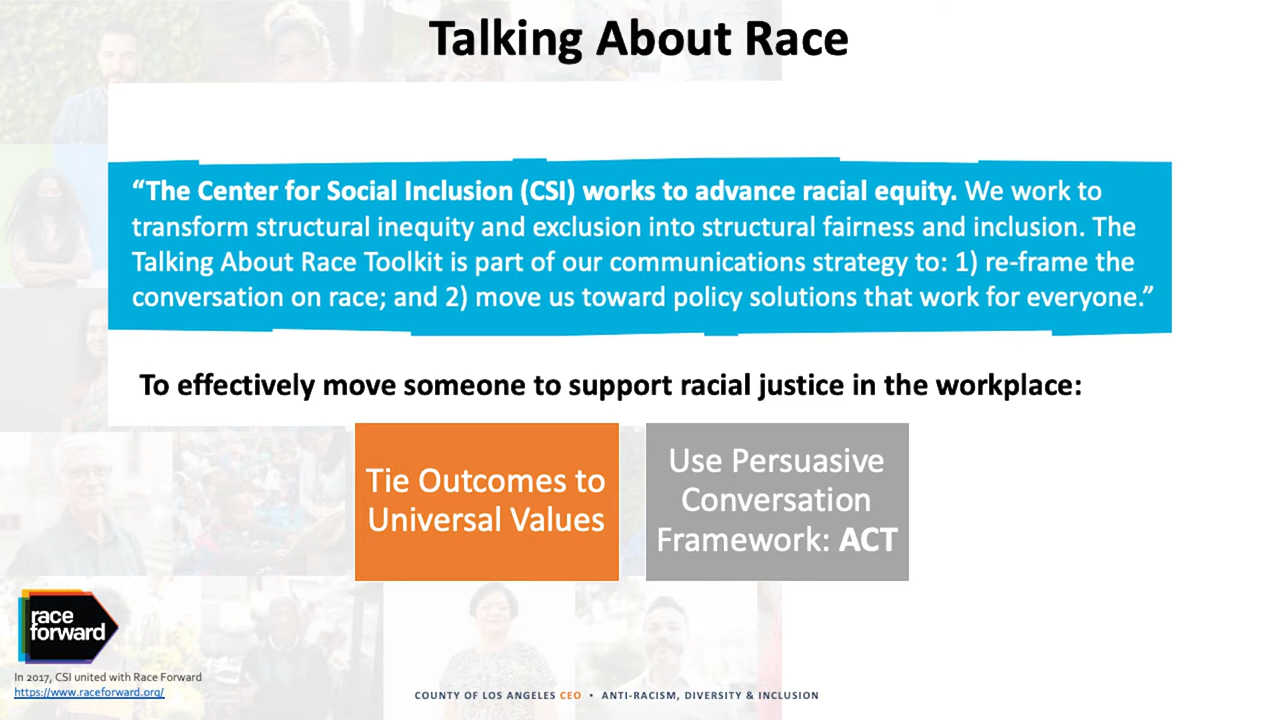 Talking About Race
“The Center for Social Inclusion (CSI) works to advance racial equity. We work to
transform structural inequity and exclusion into structural fairness and inclusion. The
Talking About Race Toolkit is part of our communications strategy to: 1) re-frame the
conversation on race; and 2) move us toward policy solutions that work for everyone.”
To effectively move someone to support racial justice in the workplace:
Tie Outcomes to
Universal Values
Use Persuasive
Conversation
Framework: ACT
race
forward
In 2017, CSI united with Race Forward
https://www.raceforward.org/
COUNTY OF LOS ANGELES CEO • ANTI-RACISM, DIVERSITY & INCLUSION